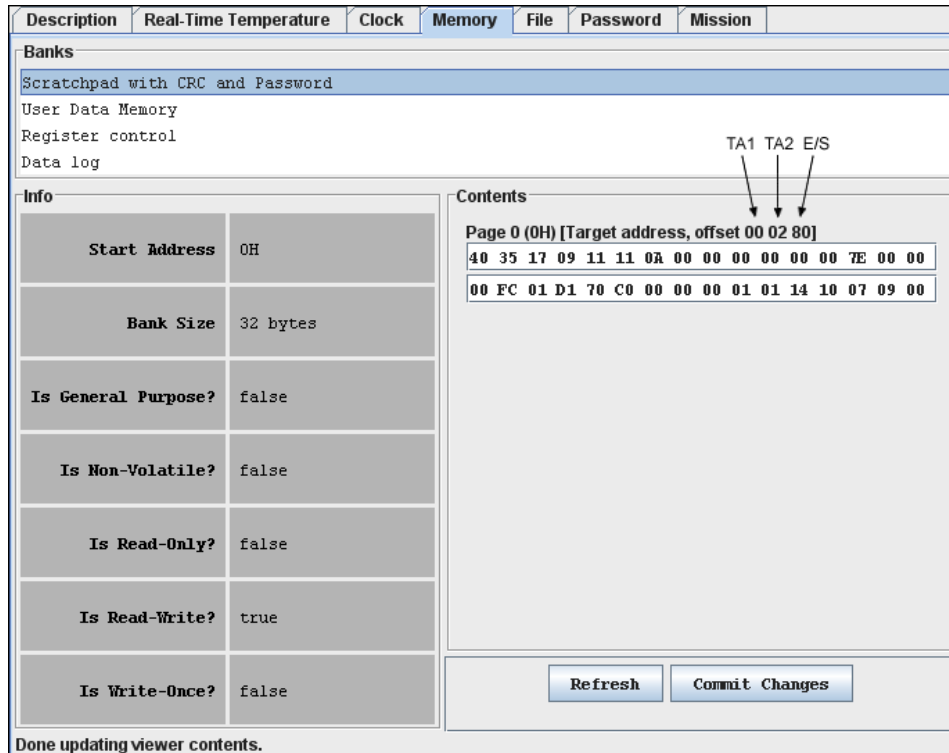 Description Real-Time Temperature Clock Memory File Password Mission
Banks
Scratchpad with CRC and Password
User Data Memory
Register control
Data log
TA1 TA2 E/S
Info
Start Address 0H
Bank Size 32 bytes
Is General Purpose? false
Is Non-Volatile? false
Is Read-Only? false
Is Read-Write? true
Is Write-Once? false
Contents
Page 0 (0H) [Target address, offset 00 02 80]
40 35 17 09 11 11 0A 00 00 00 00 00 00 7E 00 00
00 FC 01 D1 70 C0 00 00 00 01 01 14 10 07 09 00
Refresh Commit Changes
Done updating viewer contents.